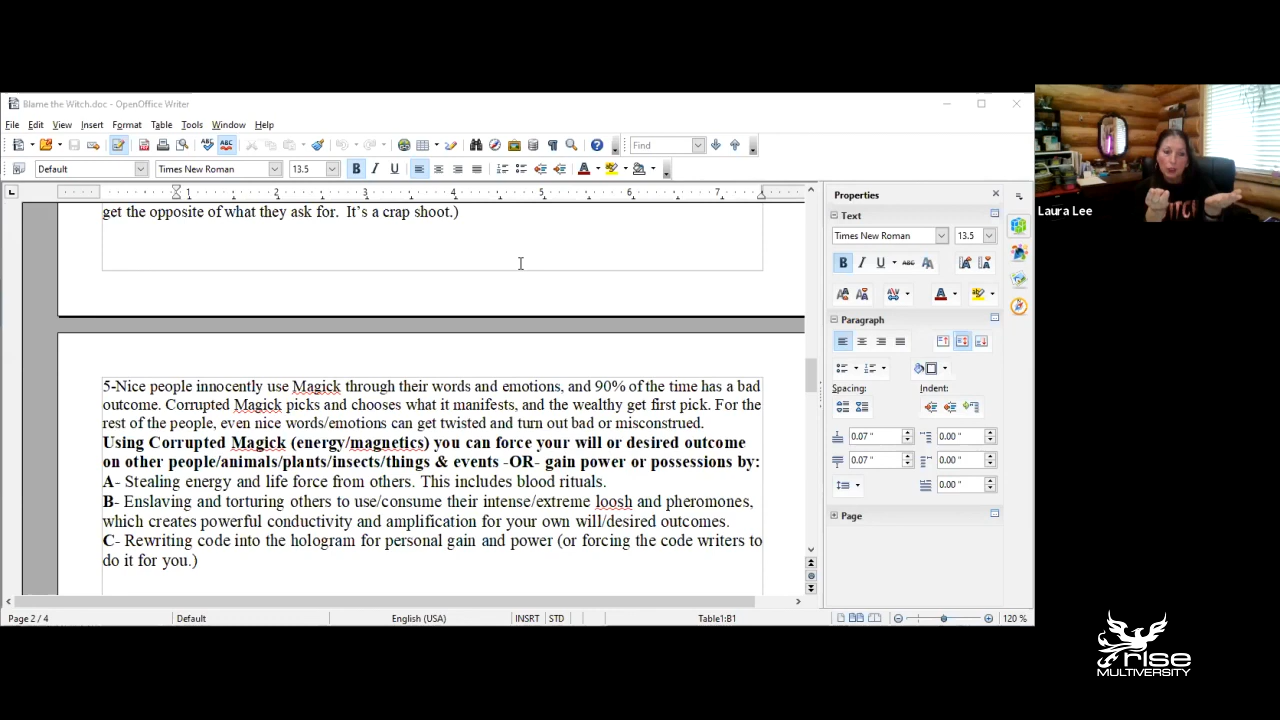 Blame the Witch.doc - OpenOffice Writer
File Edit View Insert Format Table Tools Window Help
Find
Default Times New Roman 13.5
1 2 3 4 5 6 7
get the opposite of what they ask for. It's a crap shoot.)
5-Nice people innocently use Magick through their words and emotions, and 90% of the time has a bad
outcome. Corrupted Magick picks and chooses what it manifests, and the wealthy get first pick. For the
rest of the people, even nice words/emotions can get twisted and turn out bad or misconstrued.
Using Corrupted Magick (energy/magnetics) you can force your will or desired outcome
on other people/animals/plants/insects/things & events -OR- gain power or possessions by:
A- Stealing energy and life force from others. This includes blood rituals.
B- Enslaving and torturing others to use/consume their intense/extreme loosh and pheromones,
which creates powerful conductivity and amplification for your own will/desired outcomes.
C- Rewriting code into the hologram for personal gain and power (or forcing the code writers to
do it for you.)
Properties
Text
Times New Roman 13.5
Paragraph
Spacing: Indent:
0.07 " 0.00 "
0.07 " 0.00 "
0.00 "
Page
Page 2 / 4 Default English (USA) INSRT STD Table1:B1 120 %
Laura Lee
rise
MULTIVERSITY